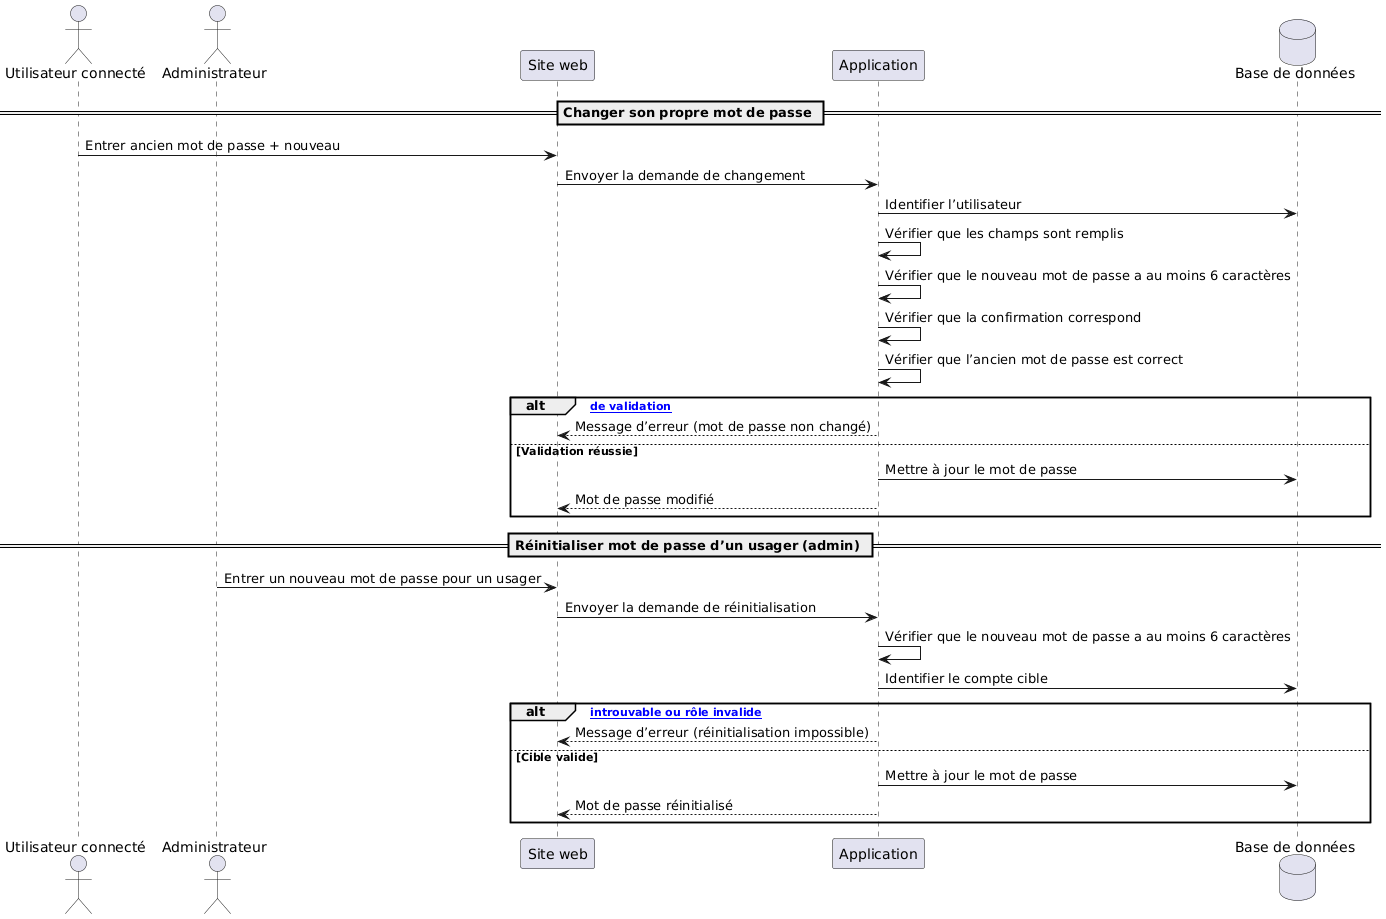 Utilisateur connecté
Administrateur
Site web
Application
Base de données
Changer son propre mot de passe
Entrer ancien mot de passe + nouveau
Envoyer la demande de changement
Identifier l’utilisateur
Vérifier que les champs sont remplis
Vérifier que le nouveau mot de passe a au moins 6 caractères
Vérifier que la confirmation correspond
Vérifier que l’ancien mot de passe est correct
alt de validation
Message d’erreur (mot de passe non changé)
[Validation réussie]
Mettre à jour le mot de passe
Mot de passe modifié
Réinitialiser mot de passe d’un usager (admin)
Entrer un nouveau mot de passe pour un usager
Envoyer la demande de réinitialisation
Vérifier que le nouveau mot de passe a au moins 6 caractères
Identifier le compte cible
alt introuvable ou rôle invalide
Message d’erreur (réinitialisation impossible)
[Cible valide]
Mettre à jour le mot de passe
Mot de passe réinitialisé
Utilisateur connecté
Administrateur
Site web
Application
Base de données